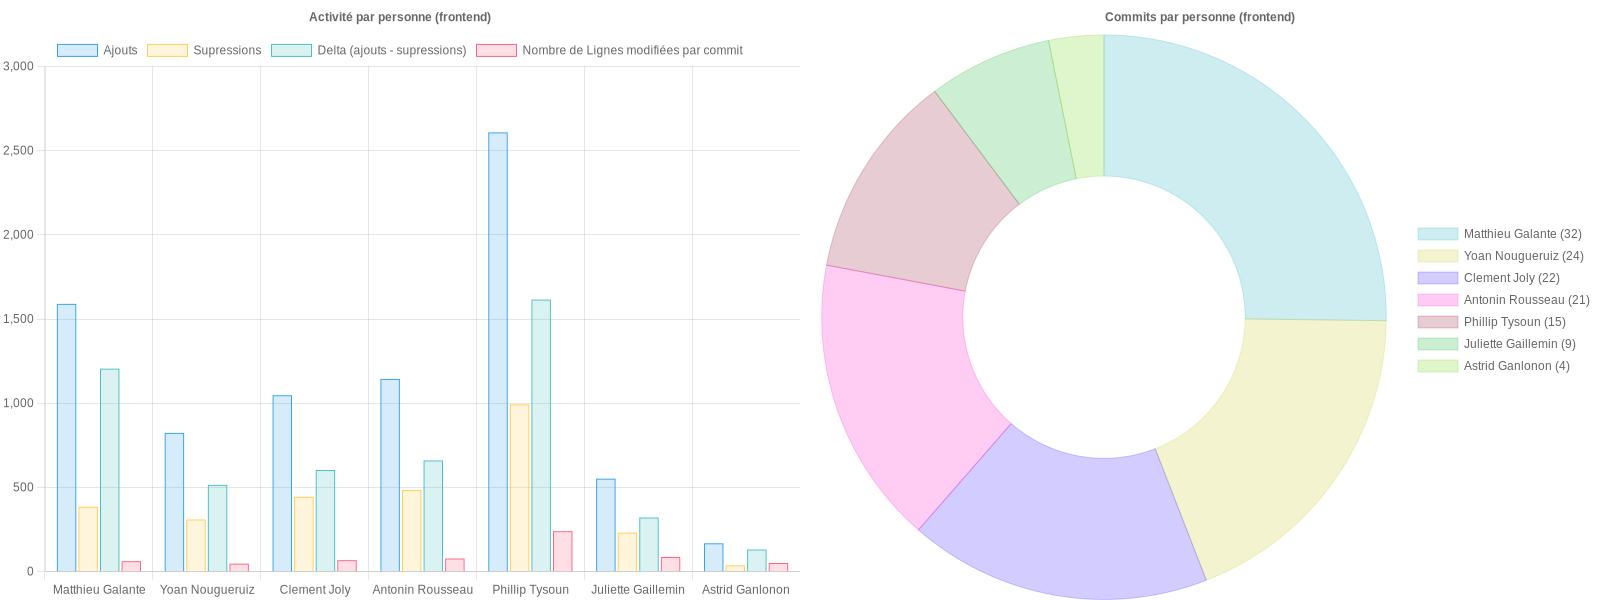 Activité par personne (frontend)
Ajouts
Supressions
Delta (ajouts - supressions)
Nombre de Lignes modifiées par commit
3,000
2,500
2,000
1,500
1,000
500
0
Matthieu Galante
Yoan Nougueruiz
Clement Joly
Antonin Rousseau
Phillip Tysoun
Juliette Gaillemin
Astrid Ganlonon
Commits par personne (frontend)
Matthieu Galante (32)
Yoan Nougueruiz (24)
Clement Joly (22)
Antonin Rousseau (21)
Phillip Tysoun (15)
Juliette Gaillemin (9)
Astrid Ganlonon (4)